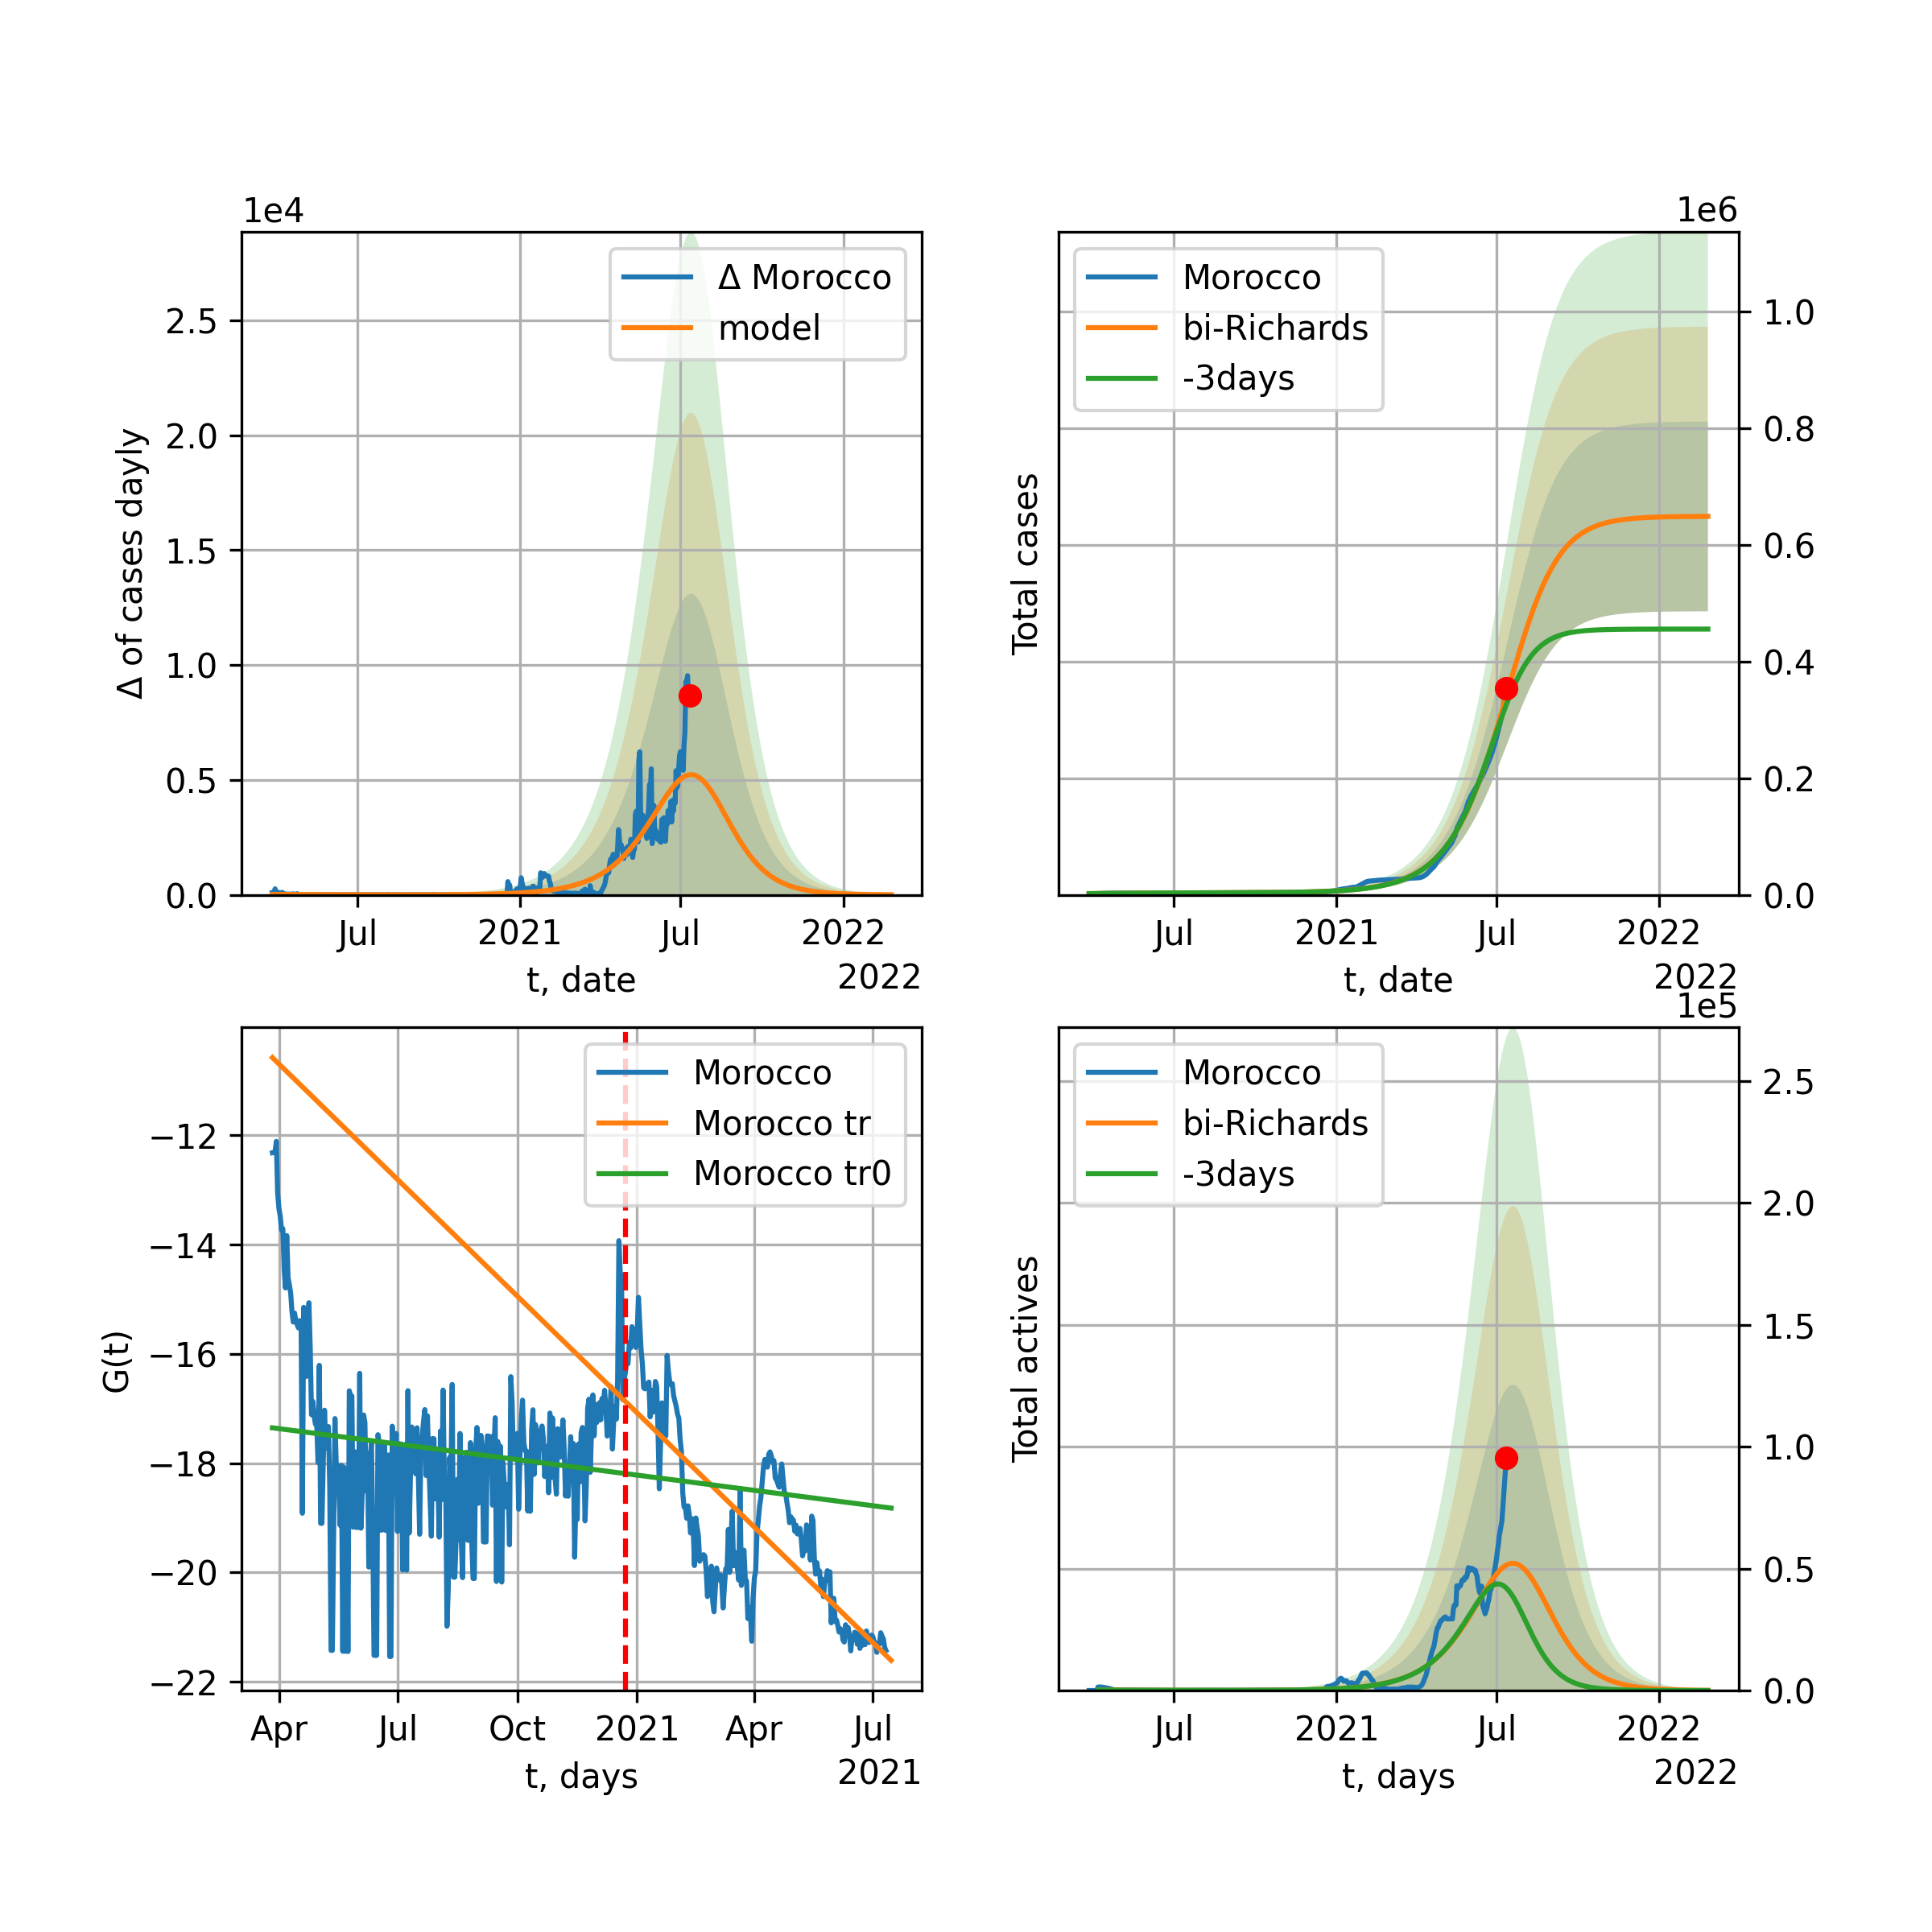 1e4
Δ of cases dayly
2.5
2.0
1.5
1.0
0.5
0.0
Δ Morocco
model
Jul
2021
Jul
2022
t, date
2022
1e6
Total cases
Morocco
bi-Richards
-3days
1.0
0.8
0.6
0.4
0.2
0.0
Jul
2021
Jul
2022
t, date
2022
G(t)
−12
−14
−16
−18
−20
−22
Morocco
Morocco tr
Morocco tr0
Apr
Jul
Oct
2021
Apr
Jul
t, days
2021
1e5
Total actives
Morocco
bi-Richards
-3days
2.5
2.0
1.5
1.0
0.5
0.0
Jul
2021
Jul
2022
t, days
2022